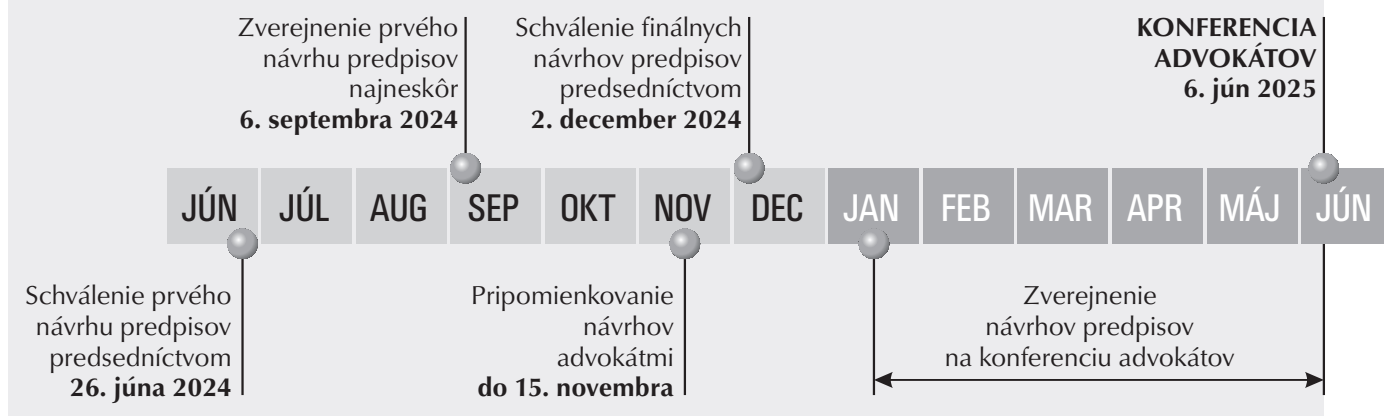 Zverejnenie prvého
návrhu predpisov
najneskôr
6. septembra 2024
Schválenie finálnych
návrhov predpisov
predsedníctvom
2. december 2024
KONFERENCIA
ADVOKÁTOV
6. jún 2025
JÚN JÚL AUG SEP OKT NOV DEC JAN FEB MAR APR MÁJ JÚN
Schválenie prvého
návrhu predpisov
predsedníctvom
26. júna 2024
Pripomienkovanie
návrhov
advokátmi
do 15. novembra
Zverejnenie
návrhov predpisov
na konferenciu advokátov